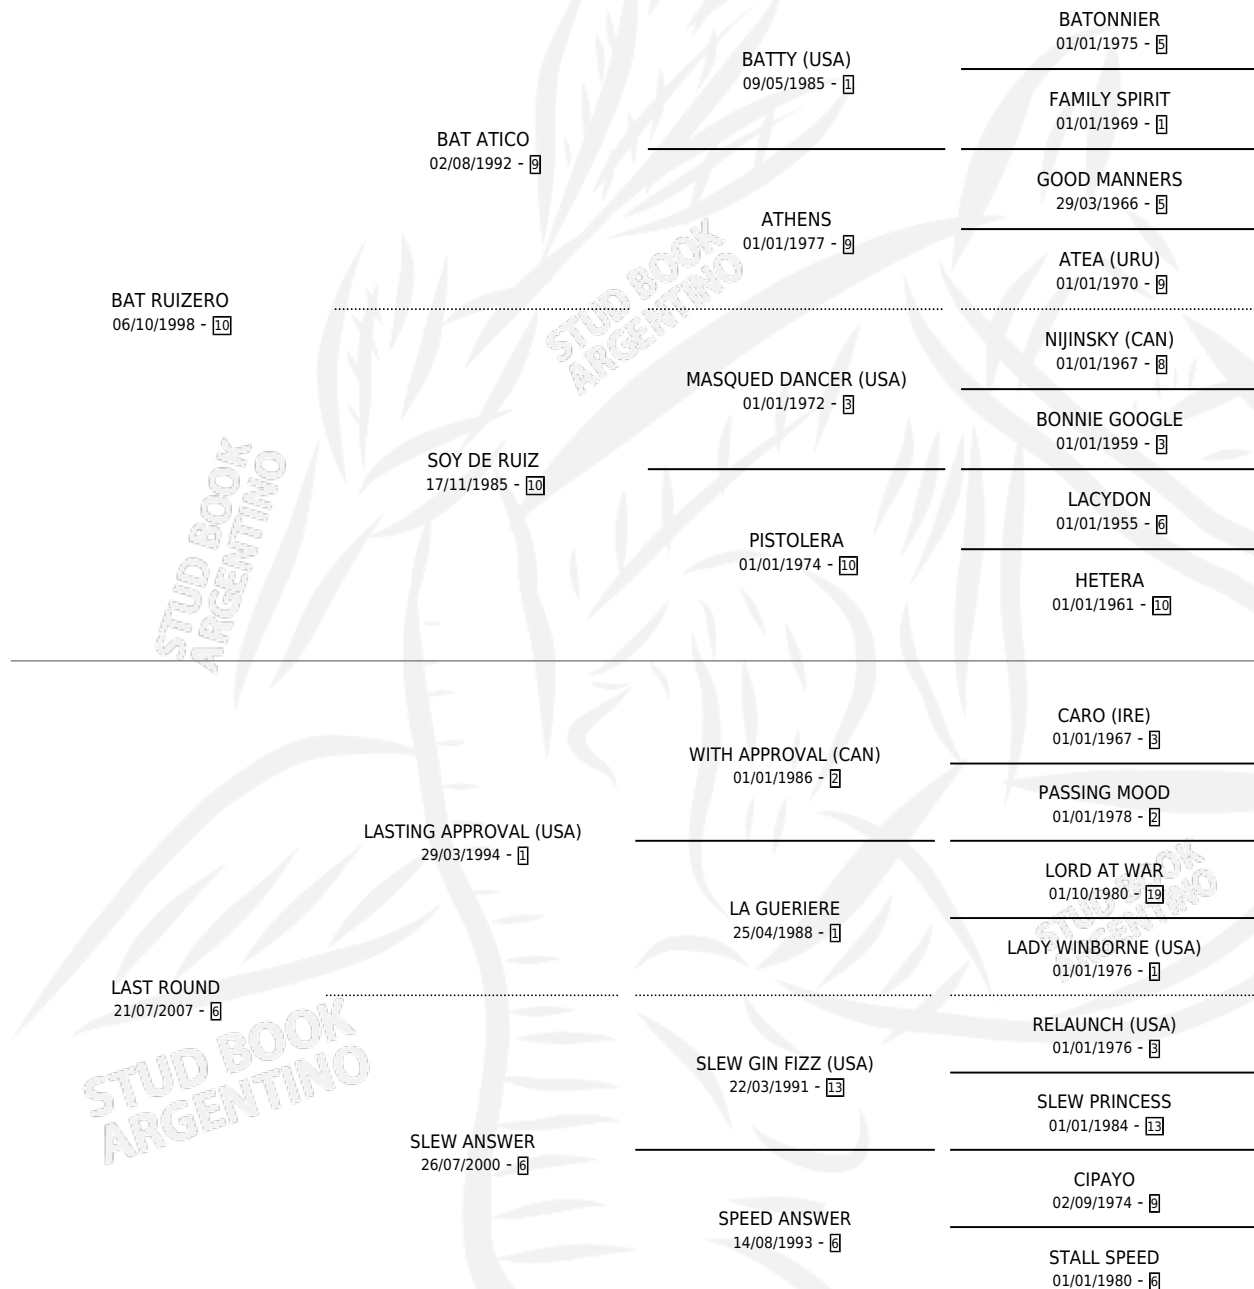 BATONNIER
01/01/1975 - 5
BATTY (USA)
09/05/1985 - 1
FAMILY SPIRIT
01/01/1969 - 1
BAT ATICO
02/08/1992 - 9
GOOD MANNERS
29/03/1966 - 5
ATHENS
01/01/1977 - 9
ATEA (URU)
01/01/1970 - 9
BAT RUIZERO
06/10/1998 - 10
NIJINSKY (CAN)
01/01/1967 - 8
MASQUED DANCER (USA)
01/01/1972 - 3
BONNIE GOOGLE
01/01/1959 - 3
SOY DE RUIZ
17/11/1985 - 10
LACYDON
01/01/1955 - 6
PISTOLERA
01/01/1974 - 10
HETERA
01/01/1961 - 10
STUD BOOK
ARGENTINO
STUD BOOK
ARGENTINO
CARO (IRE)
01/01/1967 - 3
WITH APPROVAL (CAN)
01/01/1986 - 2
PASSING MOOD
01/01/1978 - 2
LASTING APPROVAL (USA)
29/03/1994 - 1
LORD AT WAR
01/10/1980 - 19
LA GUERIERE
25/04/1988 - 1
LADY WINBORNE (USA)
01/01/1976 - 1
STUD BOOK
ARGENTINO
LAST ROUND
21/07/2007 - 6
RELAUNCH (USA)
01/01/1976 - 3
SLEW GIN FIZZ (USA)
22/03/1991 - 13
SLEW PRINCESS
01/01/1984 - 13
SLEW ANSWER
26/07/2000 - 6
CIPAYO
02/09/1974 - 9
SPEED ANSWER
14/08/1993 - 6
STALL SPEED
01/01/1980 - 6
STUD BOOK
ARGENTINO